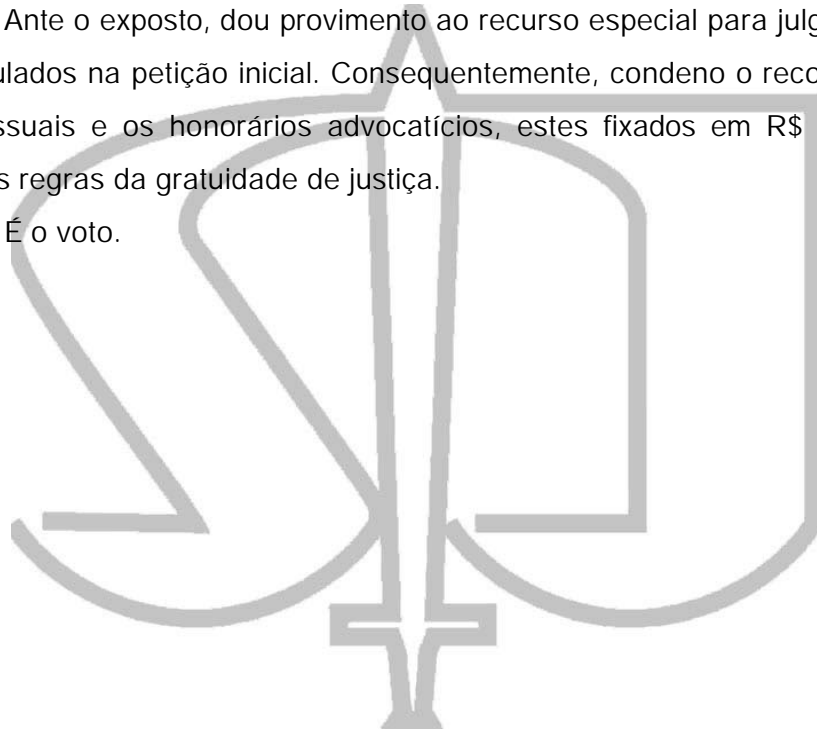 Ante o exposto, dou provimento ao recurso especial para julg
ulados na petição inicial. Consequentemente, condeno o reco
ssuais e os honorários advocatícios, estes fixados em R$
s regras da gratuidade de justiça.
É o voto.